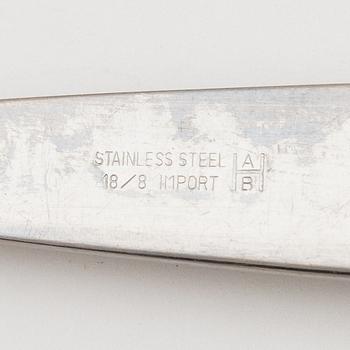 STAINLESS STEEL
18/8 IMPORT
A
B